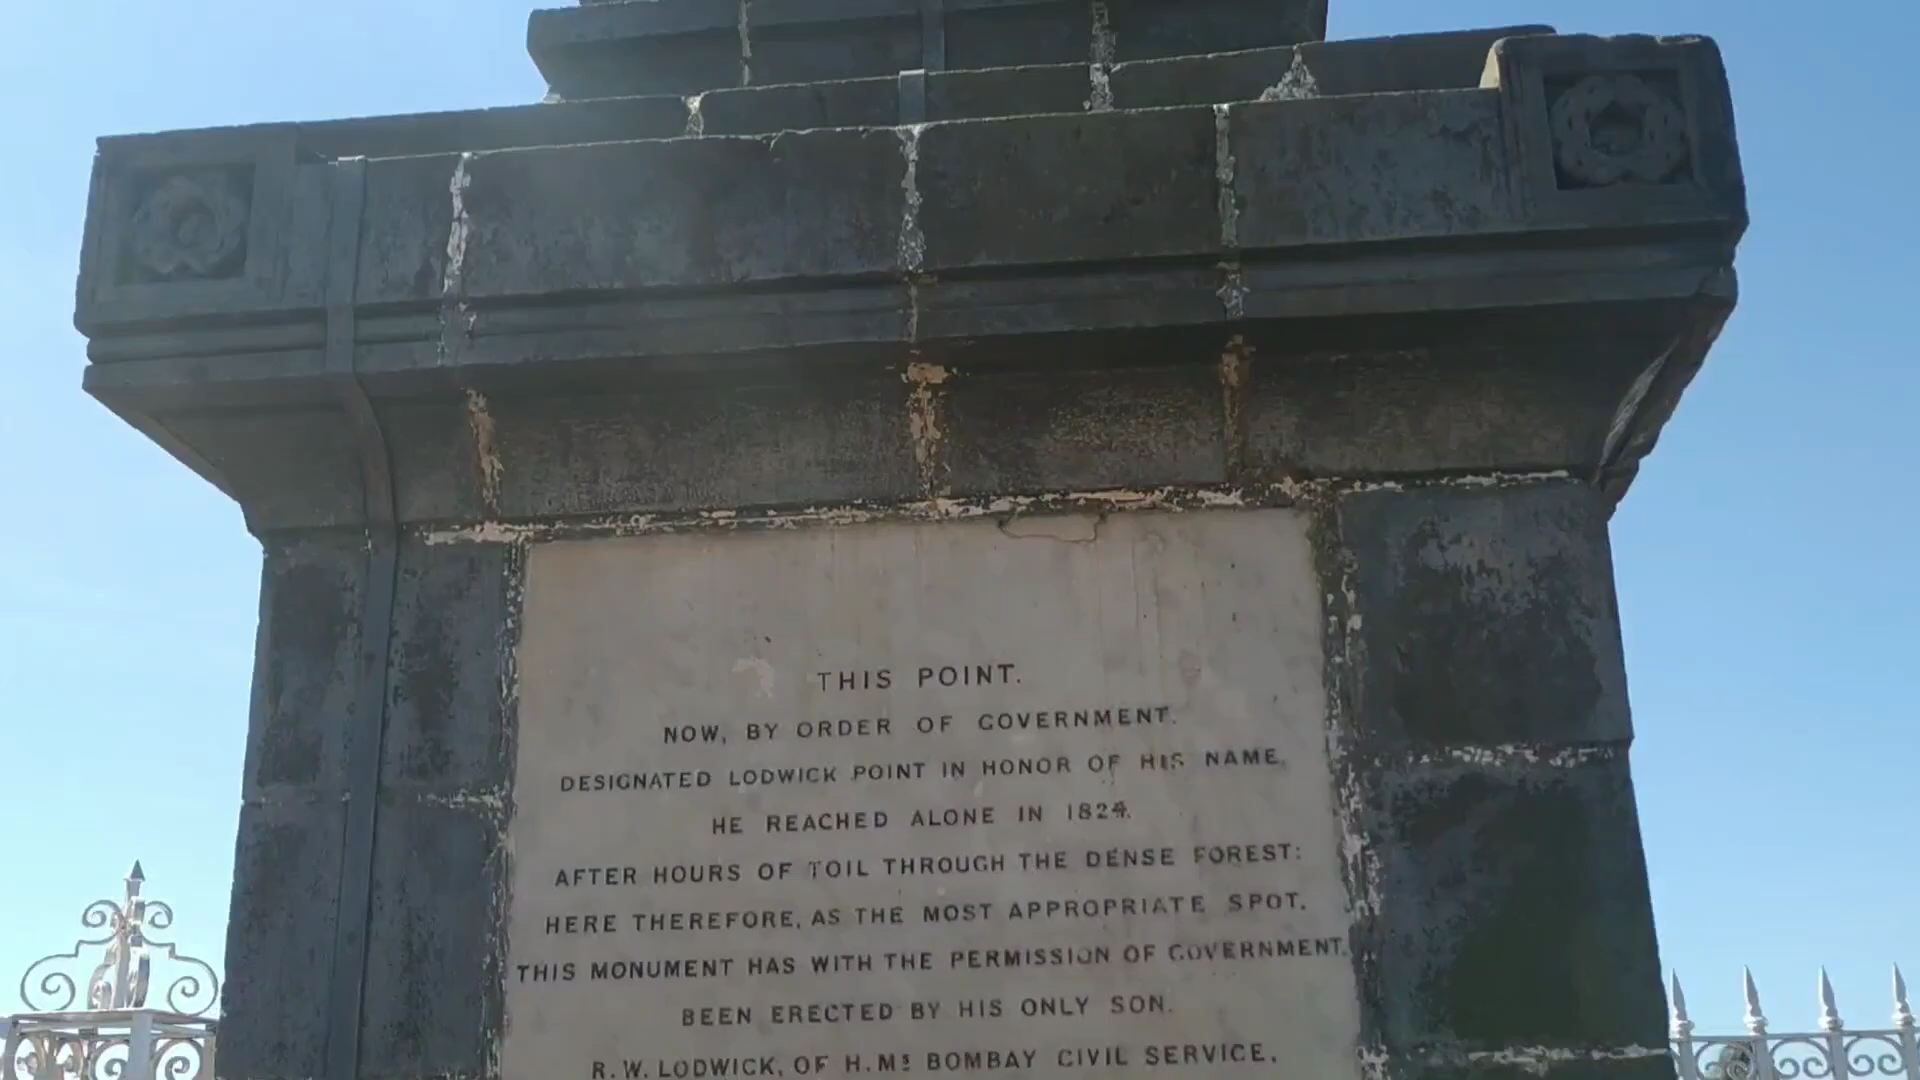 THIS POINT.
NOW, BY ORDER OF GOVERNMENT.
DESIGNATED LODWICK POINT IN HONOR OF HIS NAME,
HE REACHED ALONE IN 1824.
AFTER HOURS OF TOIL THROUGH THE DENSE FOREST:
HERE THEREFORE, AS THE MOST APPROPRIATE SPOT.
THIS MONUMENT HAS WITH THE PERMISSION OF GOVERNMENT.
BEEN ERECTED BY HIS ONLY SON.
R. W. LODWICK, OF H. Ms BOMBAY CIVIL SERVICE,